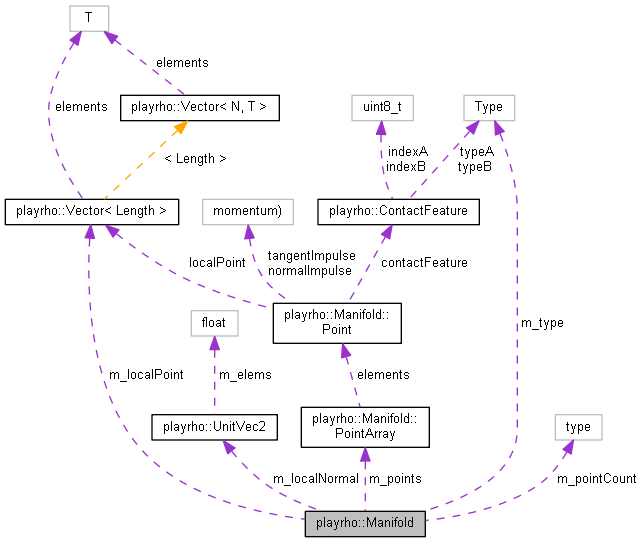 T
elements
elements
playrho::Vector< N, T >
uint8_t
Type
indexA
indexB
typeA
typeB
< Length >
playrho::Vector< Length >
momentum)
playrho::ContactFeature
localPoint
tangentImpulse
normalImpulse
contactFeature
float
playrho::Manifold::
Point
m_type
m_localPoint
m_elems
elements
playrho::UnitVec2
playrho::Manifold::
PointArray
type
m_localNormal
m_points
m_pointCount
playrho::Manifold